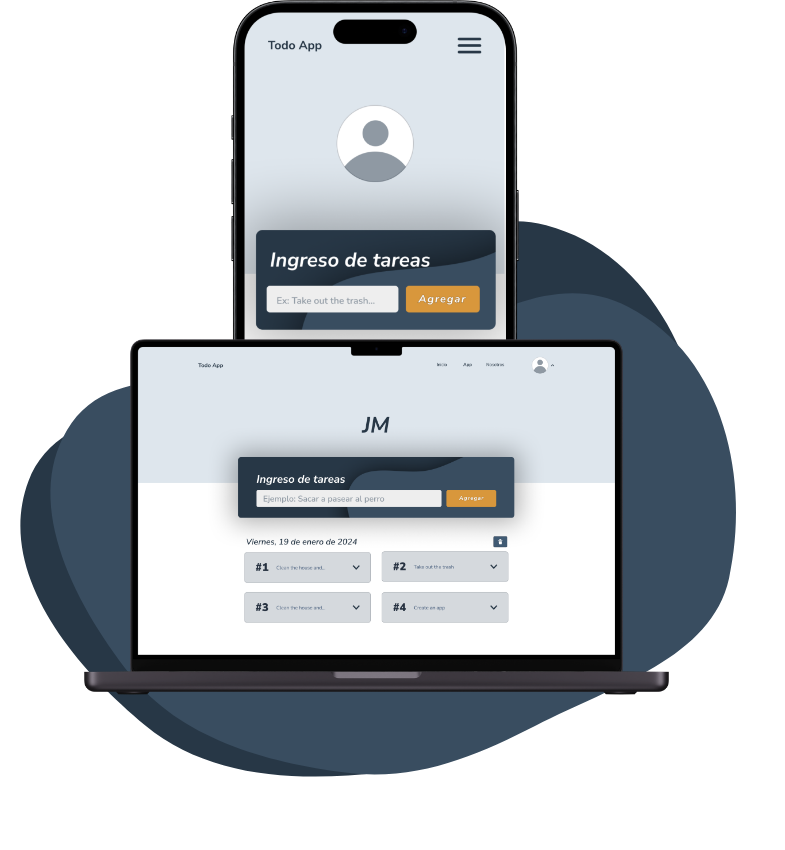 Todo App
Ingreso de tareas
Ex: Take out the trash...
Agregar
Todo App
Inicio
App
Nosotros
JM
Ingreso de tareas
Ejemplo: Sacar a pasear al perro
Agregar
Viernes, 19 de enero de 2024
#1 Clean the house and...
#2 Take out the trash
#3 Clean the house and...
#4 Create an app